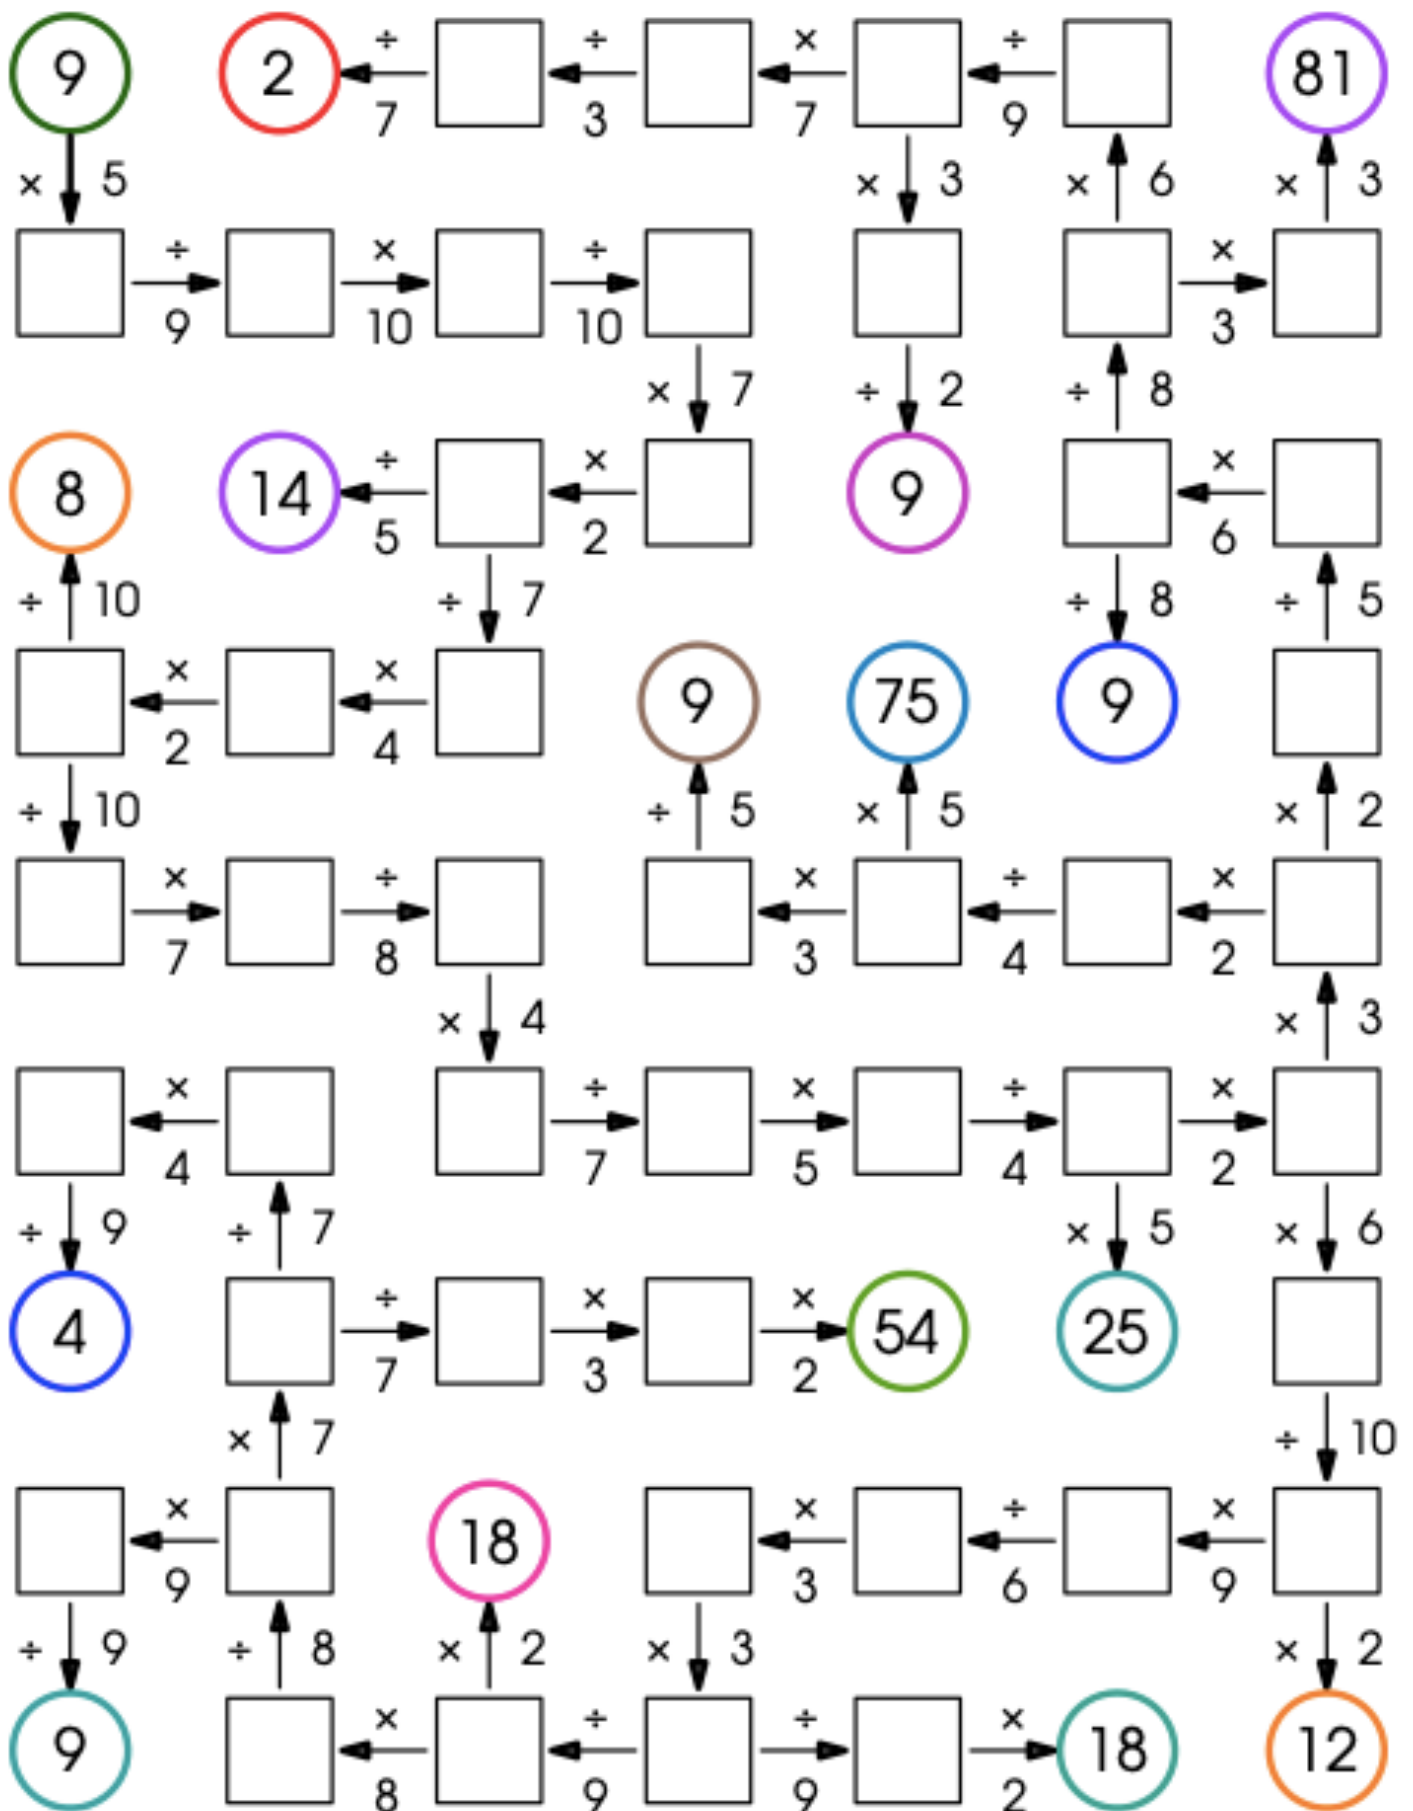 9 2 ÷ 7 ÷ 3 × 7 ÷ 9 81
× 5 × 3 × 6 × 3
÷ 9 × 10 ÷ 10 × 3
× 7 ÷ 2 ÷ 8
8 14 ÷ 5 × 2 9 × 6
÷ 10 ÷ 7 ÷ 8 ÷ 5
× 2 × 4 9 75 9
÷ 10 ÷ 5 × 5 × 2
× 7 ÷ 8 × 3 ÷ 4 × 2
× 4 × 3
× 4 ÷ 7 × 5 ÷ 4 × 2
÷ 9 ÷ 7 × 5 × 6
4 ÷ 7 × 3 × 2 54 25
× 7 ÷ 10
× 9 18 × 3 ÷ 6 × 9
÷ 9 ÷ 8 × 2 × 3 × 2
9 × 8 ÷ 9 ÷ 9 × 2 18 12